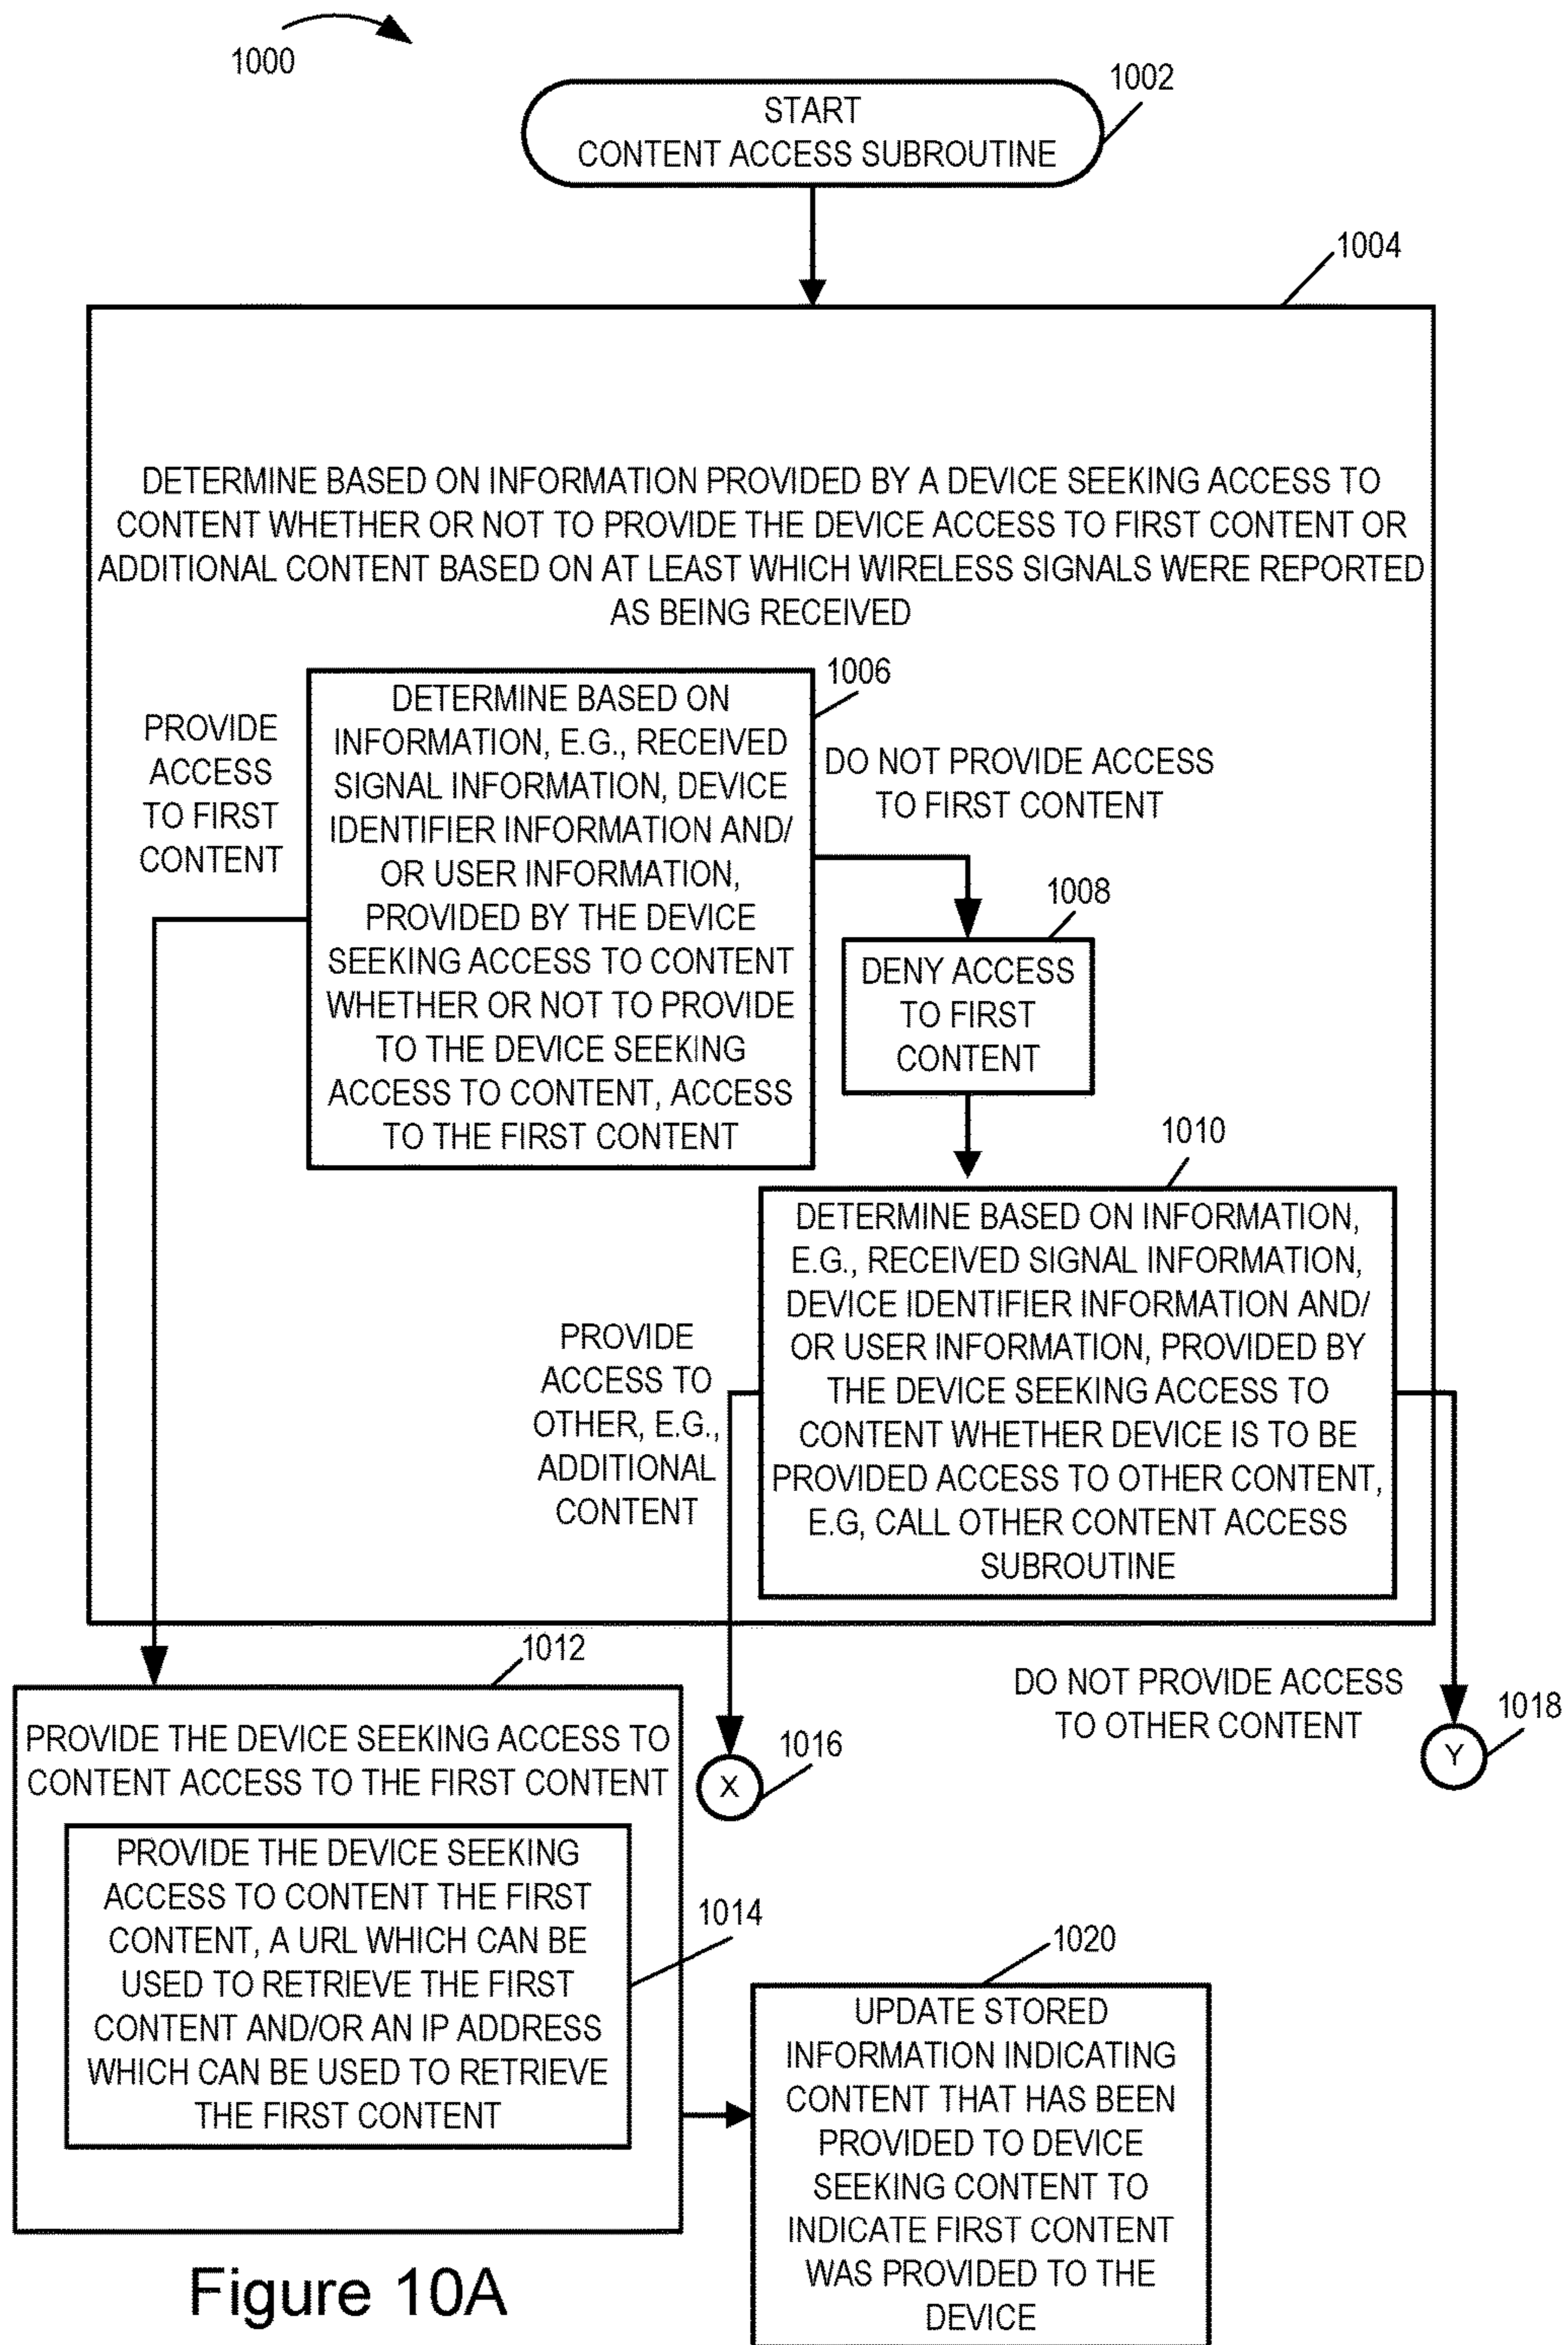 1000
1002
START
CONTENT ACCESS SUBROUTINE
1004
DETERMINE BASED ON INFORMATION PROVIDED BY A DEVICE SEEKING ACCESS TO
CONTENT WHETHER OR NOT TO PROVIDE THE DEVICE ACCESS TO FIRST CONTENT OR
ADDITIONAL CONTENT BASED ON AT LEAST WHICH WIRELESS SIGNALS WERE REPORTED
AS BEING RECEIVED
1006
DETERMINE BASED ON
INFORMATION, E.G., RECEIVED
SIGNAL INFORMATION, DEVICE
IDENTIFIER INFORMATION AND/
OR USER INFORMATION,
PROVIDED BY THE DEVICE
SEEKING ACCESS TO CONTENT
WHETHER OR NOT TO PROVIDE
TO THE DEVICE SEEKING
ACCESS TO CONTENT, ACCESS
TO THE FIRST CONTENT
PROVIDE
ACCESS
TO FIRST
CONTENT
DO NOT PROVIDE ACCESS
TO FIRST CONTENT
1008
DENY ACCESS
TO FIRST
CONTENT
1010
DETERMINE BASED ON INFORMATION,
E.G., RECEIVED SIGNAL INFORMATION,
DEVICE IDENTIFIER INFORMATION AND/
OR USER INFORMATION, PROVIDED BY
THE DEVICE SEEKING ACCESS TO
CONTENT WHETHER DEVICE IS TO BE
PROVIDED ACCESS TO OTHER CONTENT,
E.G, CALL OTHER CONTENT ACCESS
SUBROUTINE
PROVIDE
ACCESS TO
OTHER, E.G.,
ADDITIONAL
CONTENT
1012
PROVIDE THE DEVICE SEEKING ACCESS TO
CONTENT ACCESS TO THE FIRST CONTENT
PROVIDE THE DEVICE SEEKING
ACCESS TO CONTENT THE FIRST
CONTENT, A URL WHICH CAN BE
USED TO RETRIEVE THE FIRST
CONTENT AND/OR AN IP ADDRESS
WHICH CAN BE USED TO RETRIEVE
THE FIRST CONTENT
1014
X
1016
DO NOT PROVIDE ACCESS
TO OTHER CONTENT
Y
1018
1020
UPDATE STORED
INFORMATION INDICATING
CONTENT THAT HAS BEEN
PROVIDED TO DEVICE
SEEKING CONTENT TO
INDICATE FIRST CONTENT
WAS PROVIDED TO THE
DEVICE
Figure 10A